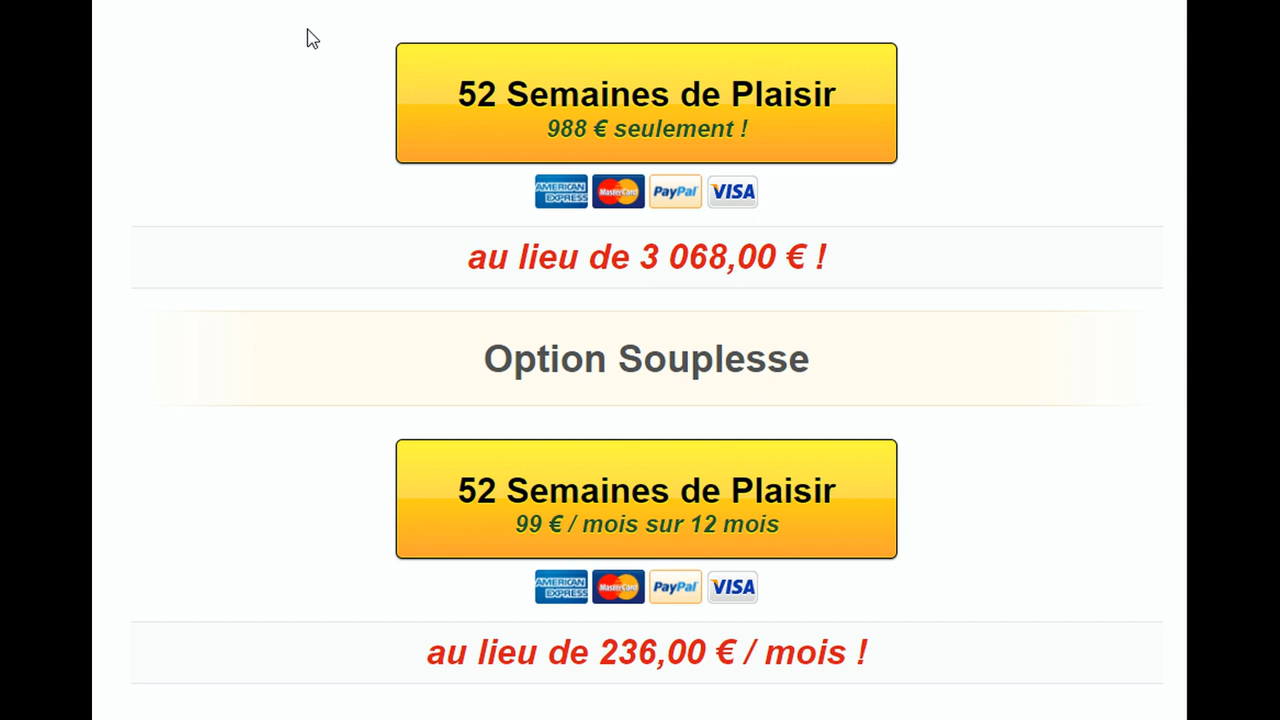 52 Semaines de Plaisir
988 € seulement !
AMERICAN EXPRESS MasterCard PayPal VISA
au lieu de 3 068,00 € !
Option Souplesse
52 Semaines de Plaisir
99 € / mois sur 12 mois
AMERICAN EXPRESS MasterCard PayPal VISA
au lieu de 236,00 € / mois !